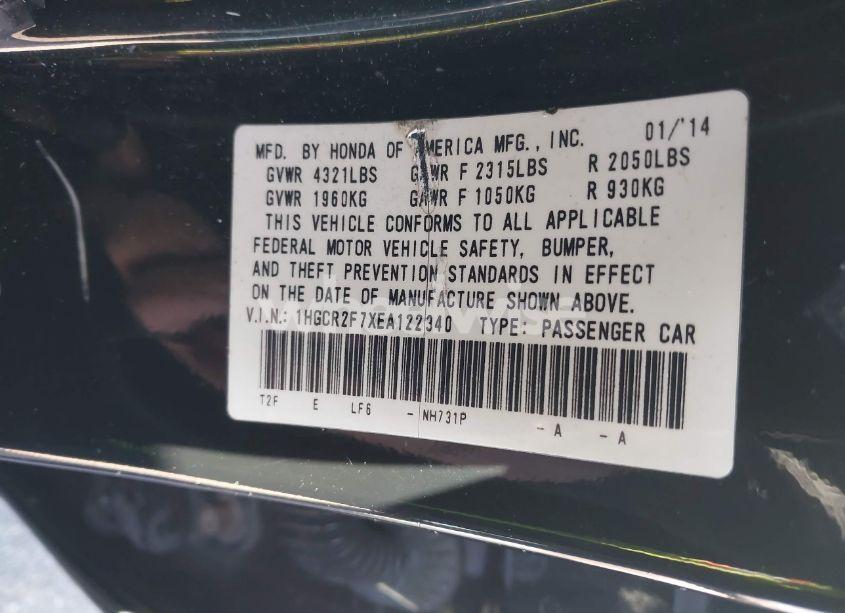 01/'14
MFD. BY HONDA OF AMERICA MFG., INC.
GVWR 4321LBS GAWR F 2315LBS R 2050LBS
GVWR 1960KG GAWR F 1050KG R 930KG
THIS VEHICLE CONFORMS TO ALL APPLICABLE
FEDERAL MOTOR VEHICLE SAFETY, BUMPER,
AND THEFT PREVENTION STANDARDS IN EFFECT
ON THE DATE OF MANUFACTURE SHOWN ABOVE.
V.I.N.: 1HGCR2F7XEA122340 TYPE: PASSENGER CAR
T2F E LF6 - NH731P - A - A